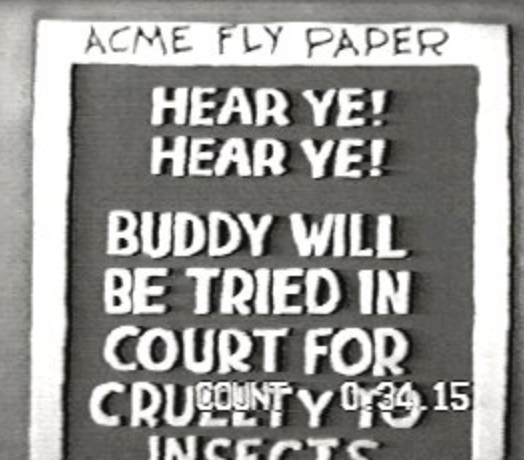 ACME FLY PAPER
HEAR YE!
HEAR YE!
BUDDY WILL
BE TRIED IN
COURT FOR
CRUELTY TO
COUNT 0:34.15
INSECTS